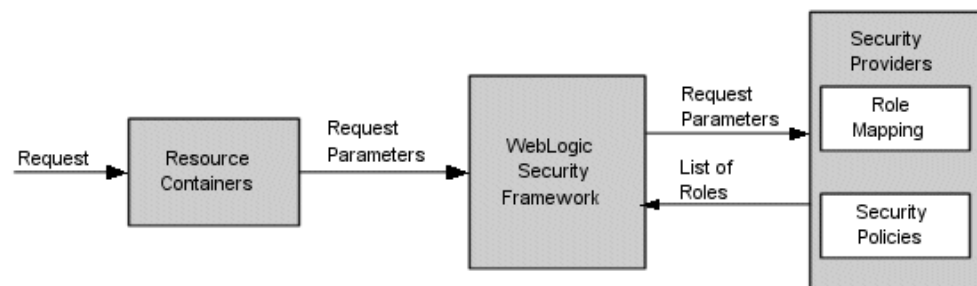 Request
Resource
Containers
Request
Parameters
WebLogic
Security
Framework
Request
Parameters
List of
Roles
Security
Providers
Role
Mapping
Security
Policies